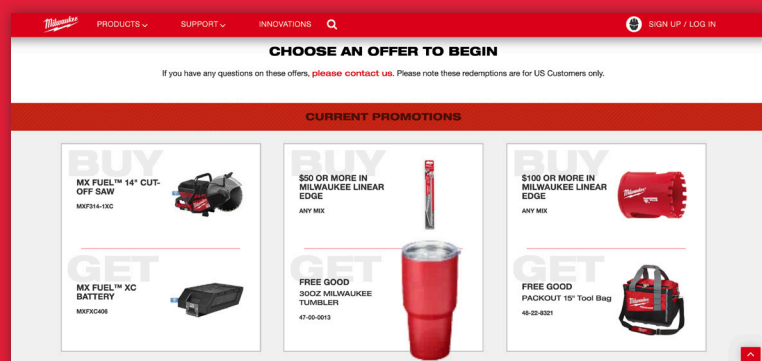 Milwaukee PRODUCTS SUPPORT INNOVATIONS SIGN UP / LOG IN
CHOOSE AN OFFER TO BEGIN
If you have any questions on these offers, please contact us. Please note these redemptions are for US Customers only.
CURRENT PROMOTIONS
BUY
MX FUEL™ 14" CUT-
OFF SAW
MXF314-1XC
GET
MX FUEL™ XC
BATTERY
MXFXC406
BUY
$50 OR MORE IN
MILWAUKEE LINEAR
EDGE
ANY MIX
GET
FREE GOOD
30OZ MILWAUKEE
TUMBLER
47-00-0013
BUY
$100 OR MORE IN
MILWAUKEE LINEAR
EDGE
ANY MIX
Milwaukee
GET
FREE GOOD
PACKOUT 15" Tool Bag
48-22-8321
Milwaukee